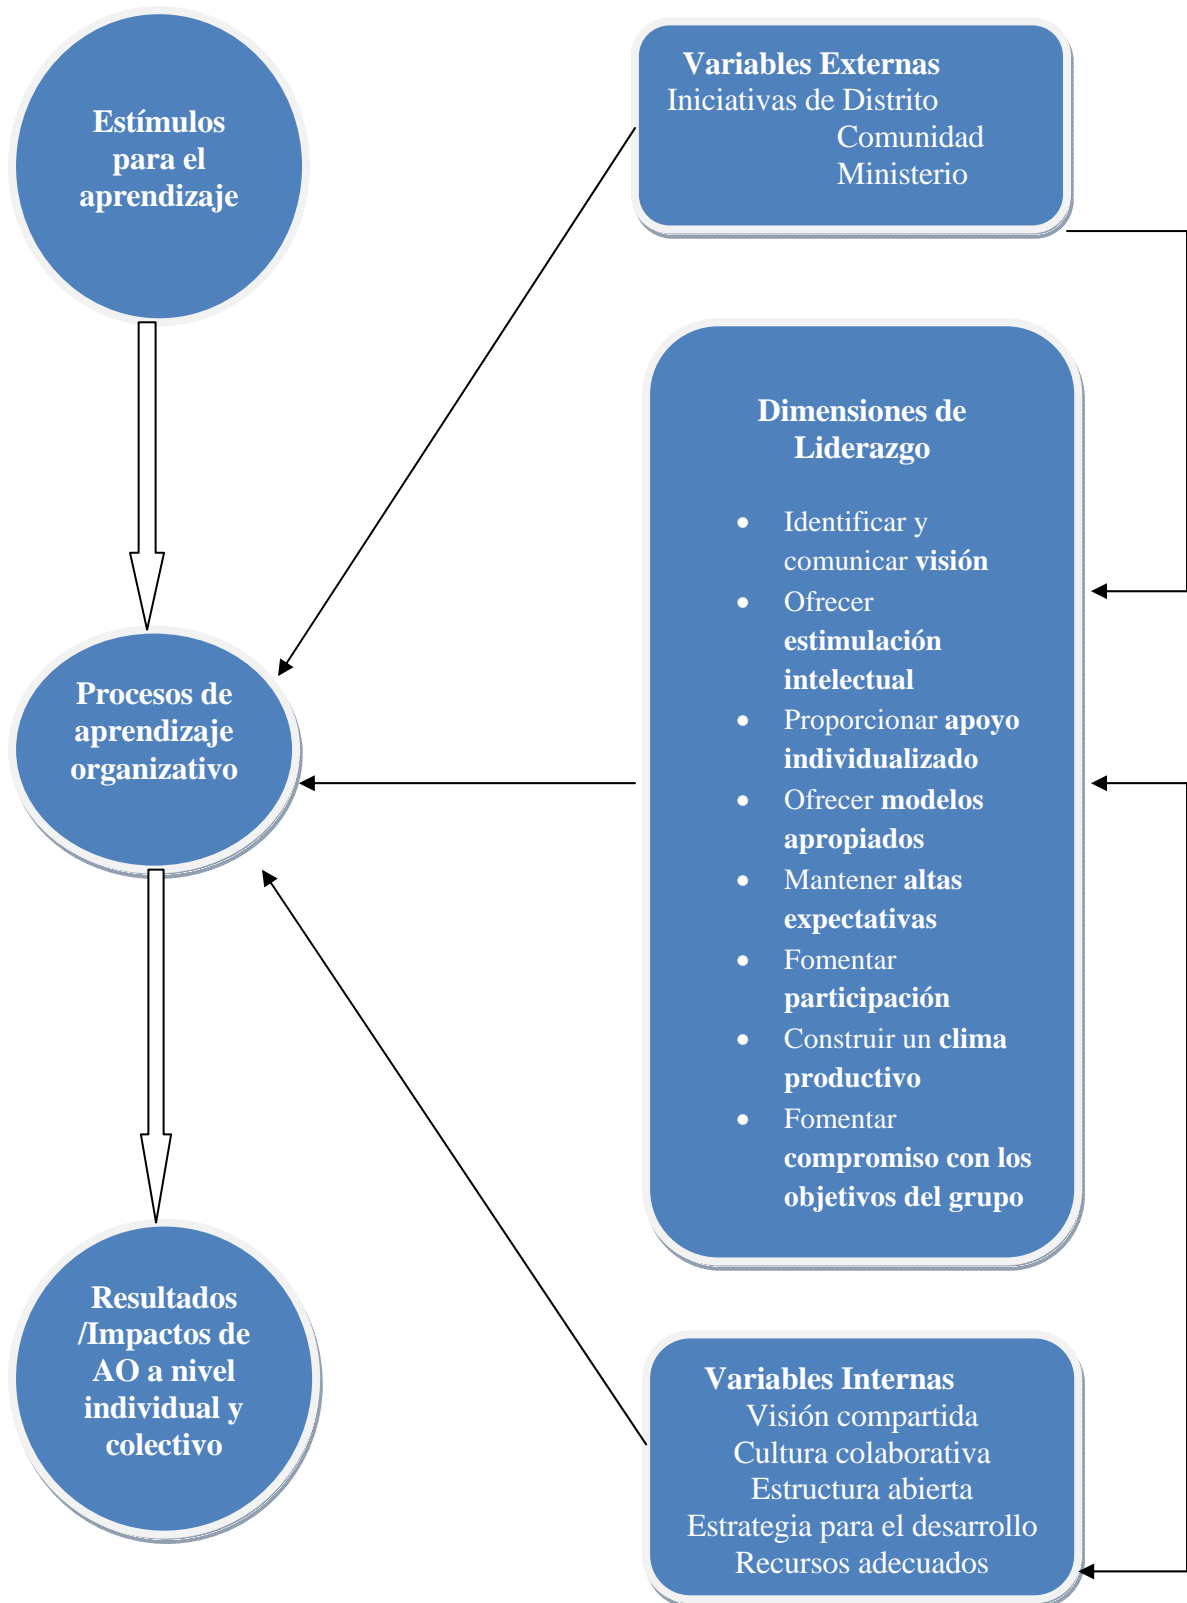 Estímulos
para el
aprendizaje
Variables Externas
Iniciativas de Distrito
Comunidad
Ministerio
Dimensiones de
Liderazgo
• Identificar y
comunicar visión
• Ofrecer
estimulación
intelectual
• Proporcionar apoyo
individualizado
• Ofrecer modelos
apropiados
• Mantener altas
expectativas
• Fomentar
participación
• Construir un clima
productivo
• Fomentar
compromiso con los
objetivos del grupo
Procesos de
aprendizaje
organizativo
Resultados
/Impactos de
AO a nivel
individual y
colectivo
Variables Internas
Visión compartida
Cultura colaborativa
Estructura abierta
Estrategia para el desarrollo
Recursos adecuados